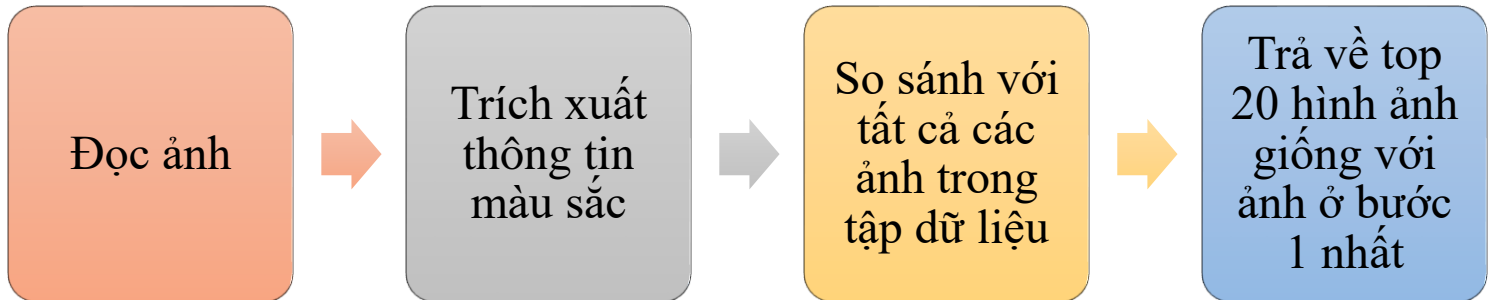 Đọc ảnh
Trích xuất
thông tin
màu sắc
So sánh với
tất cả các
ảnh trong
tập dữ liệu
Trả về top
20 hình ảnh
giống với
ảnh ở bước
1 nhất